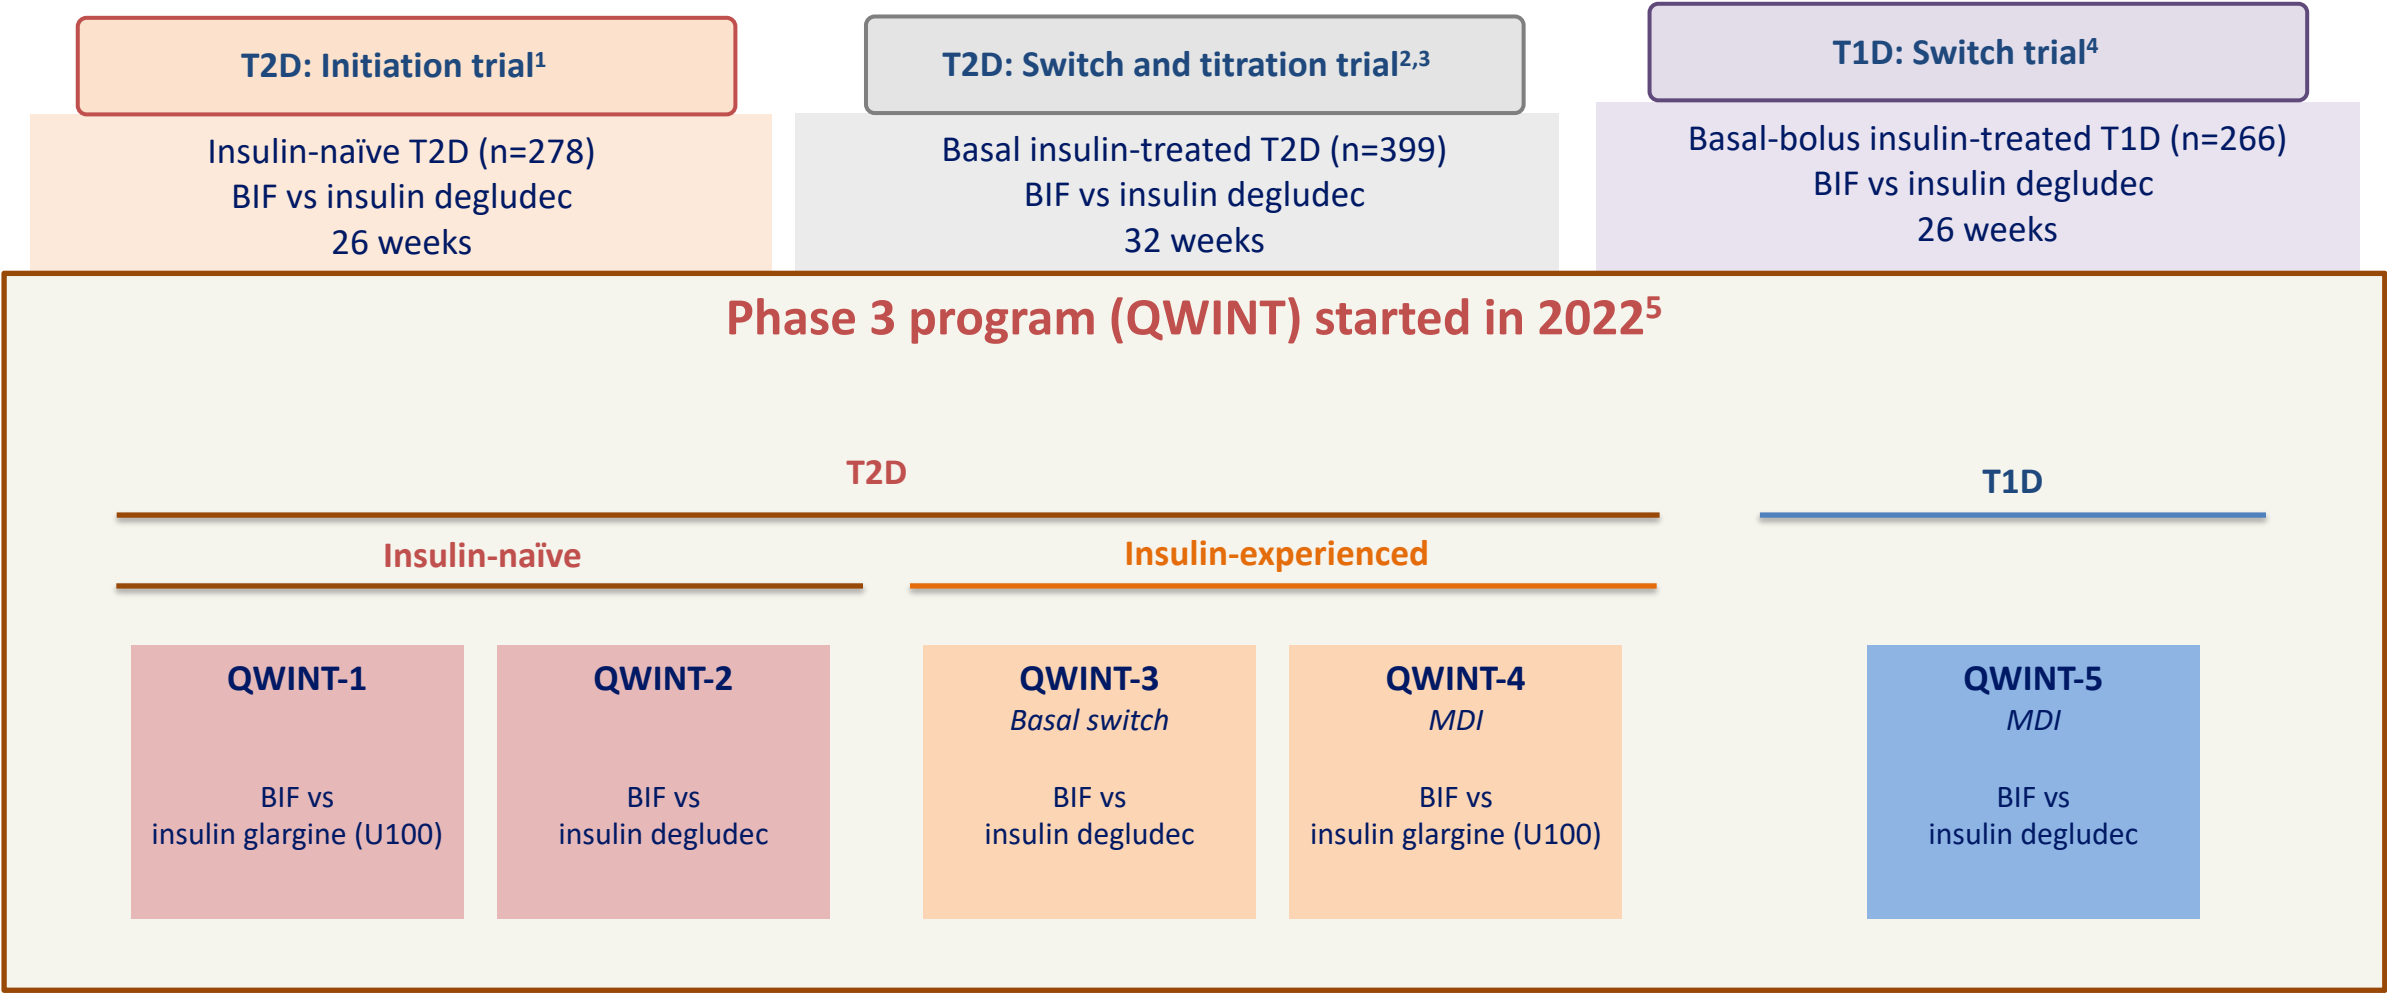 T2D: Initiation trial1
Insulin-naïve T2D (n=278)
BIF vs insulin degludec
26 weeks
T2D: Switch and titration trial2,3
Basal insulin-treated T2D (n=399)
BIF vs insulin degludec
32 weeks
T1D: Switch trial4
Basal-bolus insulin-treated T1D (n=266)
BIF vs insulin degludec
26 weeks
Phase 3 program (QWINT) started in 20225
T2D
T1D
Insulin-naïve
Insulin-experienced
QWINT-1
BIF vs
insulin glargine (U100)
QWINT-2
BIF vs
insulin degludec
QWINT-3
Basal switch
BIF vs
insulin degludec
QWINT-4
MDI
BIF vs
insulin glargine (U100)
QWINT-5
MDI
BIF vs
insulin degludec